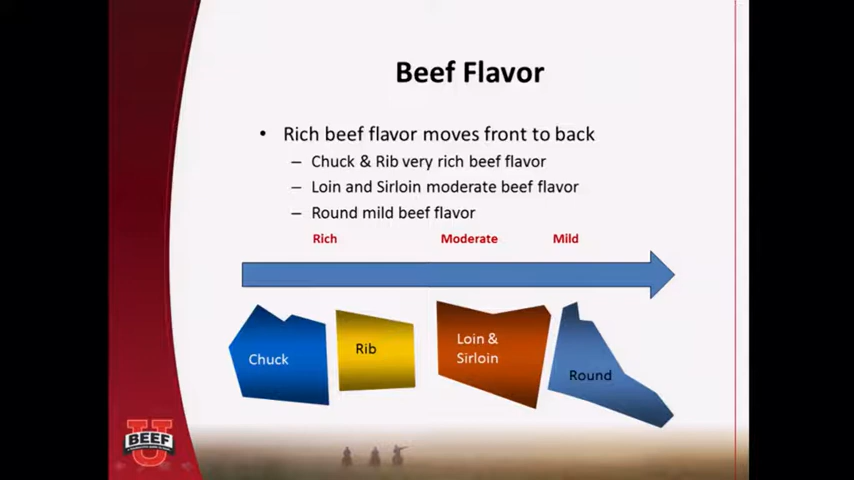 Beef Flavor
• Rich beef flavor moves front to back
– Chuck & Rib very rich beef flavor
– Loin and Sirloin moderate beef flavor
– Round mild beef flavor
Rich Moderate Mild
Chuck
Rib
Loin &
Sirloin
Round
U
BEEF